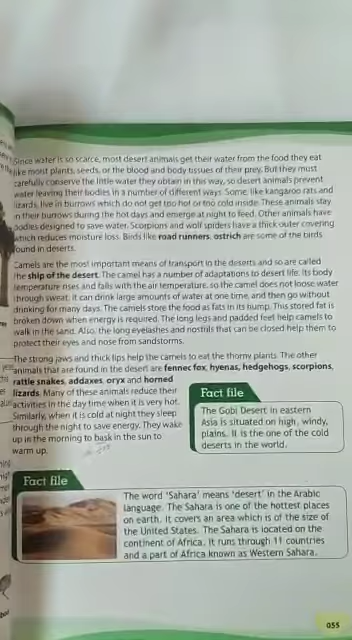 Since water is so scarce, most desert animals get their water from the food they eat
like moist plants, seeds, or the blood and body tissues of their prey. But they must
carefully conserve the little water they obtain in this way, so desert animals prevent
water leaving their bodies in a number of different ways. Some, like kangaroo rats and
lizards, live in burrows which do not get too hot or too cold inside. These animals stay
in their burrows during the hot days and emerge at night to feed. Other animals have
bodies designed to save water. Scorpions and wolf spiders have a thick outer covering
which reduces moisture loss. Birds like road runners, ostrich are some of the birds
found in deserts.
Camels are the most important means of transport in the deserts and so are called
the ship of the desert. The camel has a number of adaptations to desert life. Its body
temperature rises and falls with the air temperature, so the camel does not loose water
through sweat. It can drink large amounts of water at one time, and then go without
drinking for many days. The camels store the food as fats in its hump. This stored fat is
broken down when energy is required. The long legs and padded feet help camels to
walk in the sand. Also, the long eyelashes and nostrils that can be closed help them to
protect their eyes and nose from sandstorms.
The strong jaws and thick lips help the camels to eat the thorny plants. The other
animals that are found in the desert are fennec fox, hyenas, hedgehogs, scorpions,
rattle snakes, addaxes, oryx and horned
lizards. Many of these animals reduce their
activities in the day time when it is very hot.
Similarly, when it is cold at night they sleep
through the night to save energy. They wake
up in the morning to bask in the sun to
warm up.
Fact file
The Gobi Desert in eastern
Asia is situated on high, windy,
plains. It is the one of the cold
deserts in the world.
Fact file
The word 'Sahara' means 'desert' in the Arabic
language. The Sahara is one of the hottest places
on earth. It covers an area which is of the size of
the United States. The Sahara is located on the
continent of Africa. It runs through 11 countries
and a part of Africa known as Western Sahara.
055